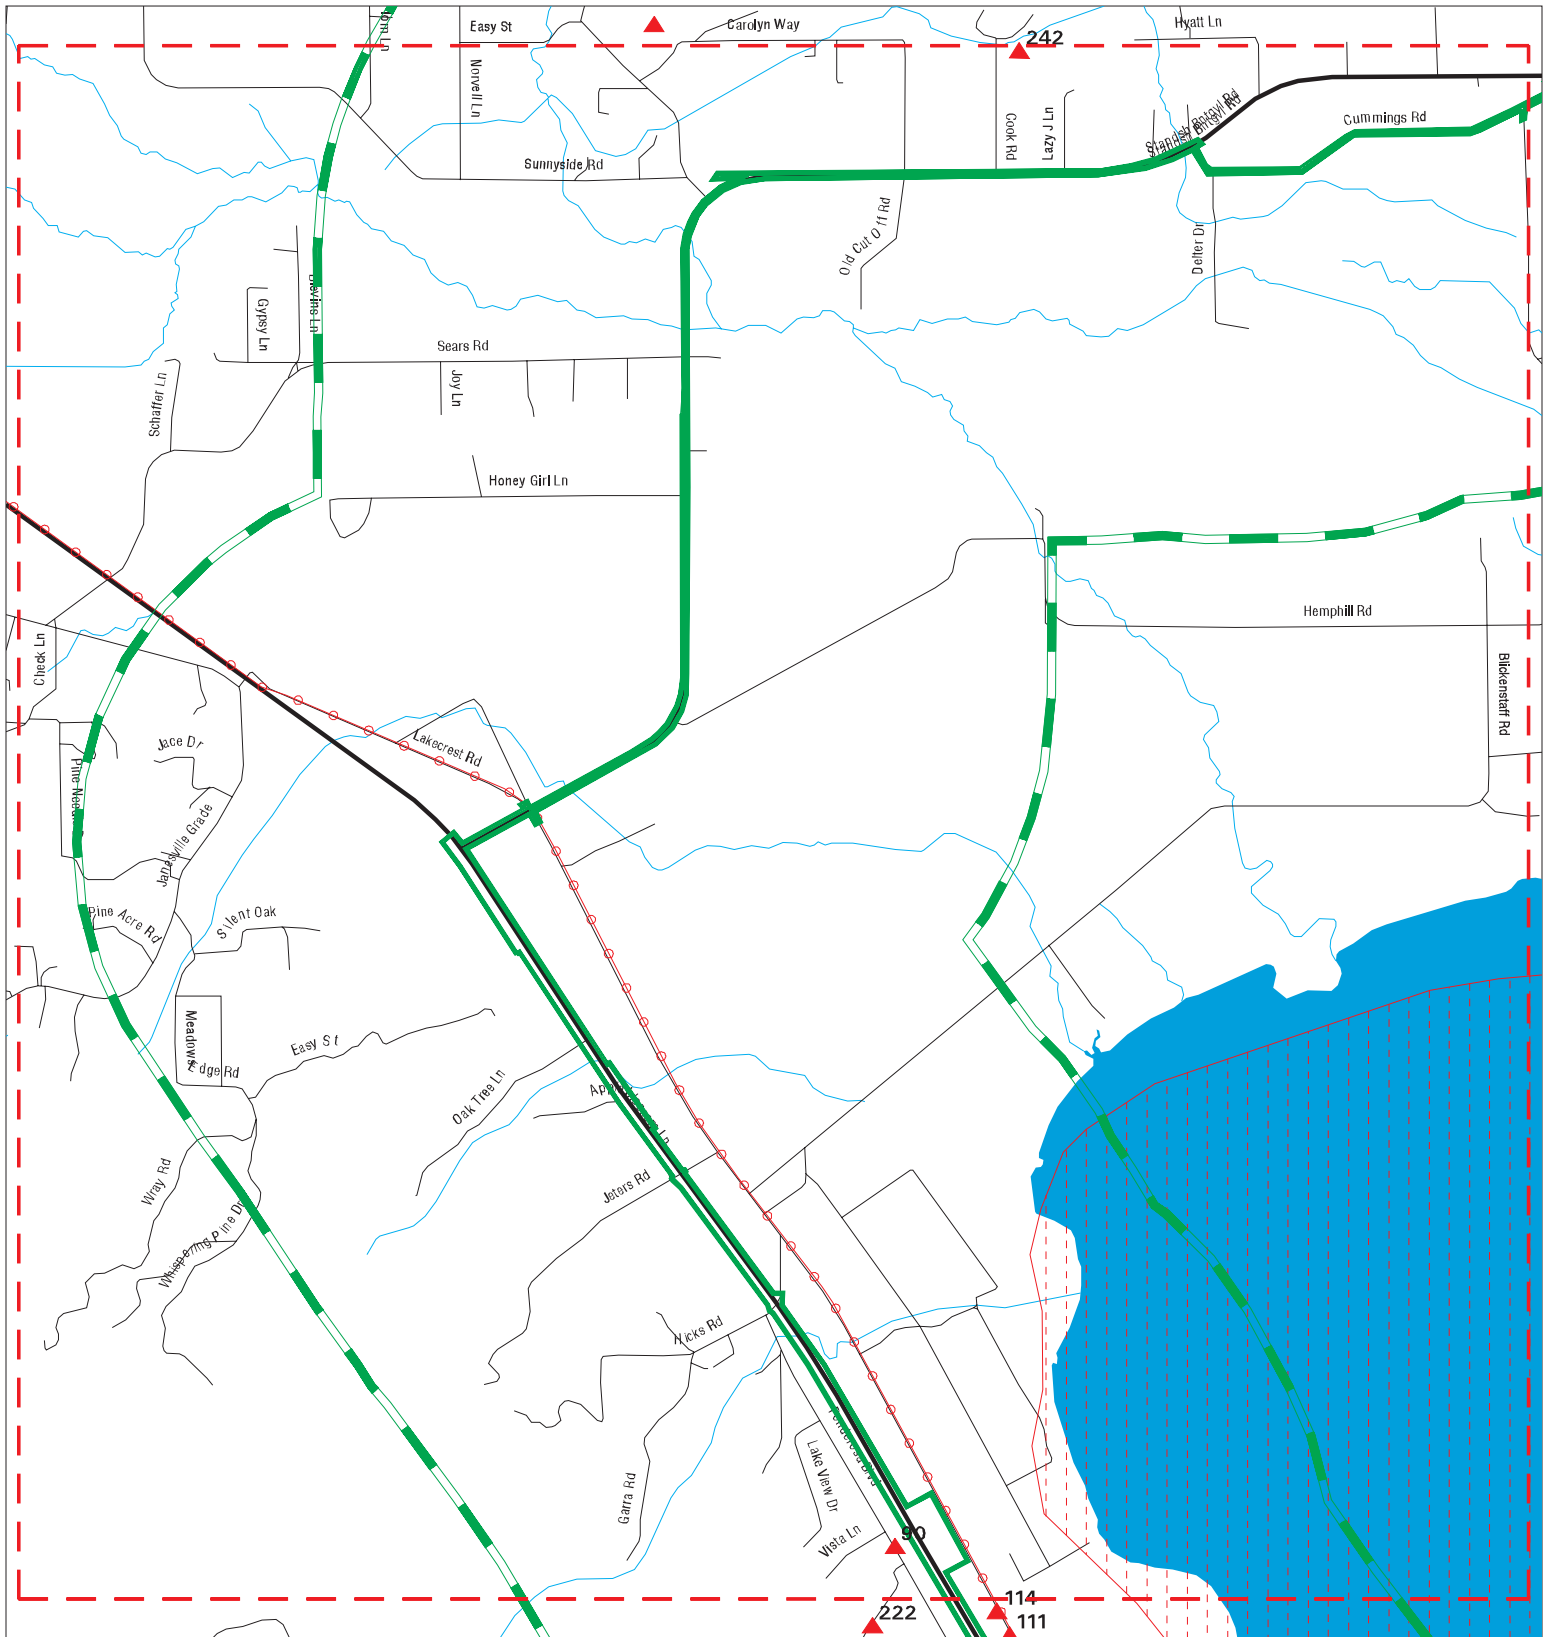 Easy St
Carolyn Way
Hyatt Ln
242
Norvell Ln
Cook Rd
Lazy J Ln
Cummings Rd
Sunnyside Rd
Old Cut Off Rd
Delter Dr
Gypsy Ln
Sears Rd
Joy Ln
Schaffer Ln
Honey Girl Ln
Hemphill Rd
Check Ln
Blickenstaff Rd
Jace Dr
Lakecrest Rd
Janesville Grade
Pine Acre Rd
Silent Oak
Meadows
Edge Rd
Easy St
Oak Tree Ln
Jeters Rd
Wray Rd
Whispering Pine Dr
Hicks Rd
Lake View Dr
Garra Rd
Vista Ln
90
114
222
111